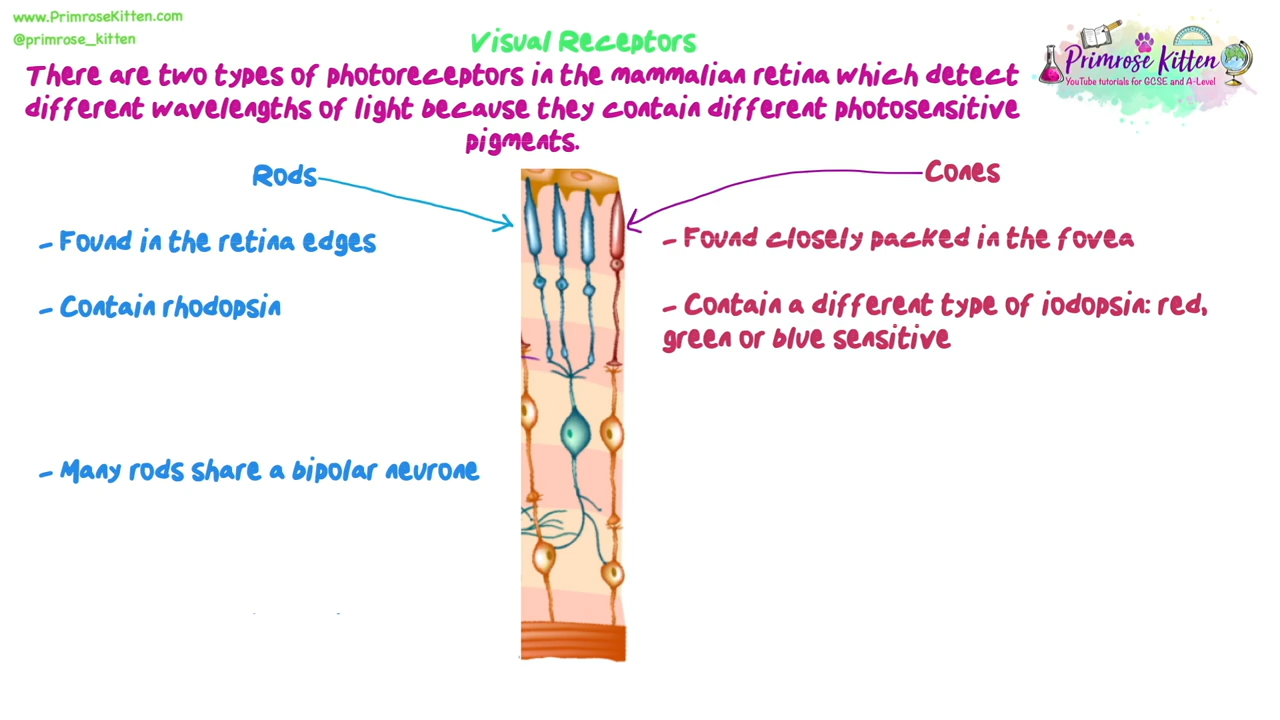 www.PrimroseKitten.com
@primrose_kitten
Visual Receptors
Primrose Kitten
YouTube tutorials for GCSE and A-Level
There are two types of photoreceptors in the mammalian retina which detect
different wavelengths of light because they contain different photosensitive
pigments.
Rods
- Found in the retina edges
- Contain rhodopsin
- Many rods share a bipolar neurone
Cones
- Found closely packed in the fovea
- Contain a different type of iodopsin: red,
green or blue sensitive